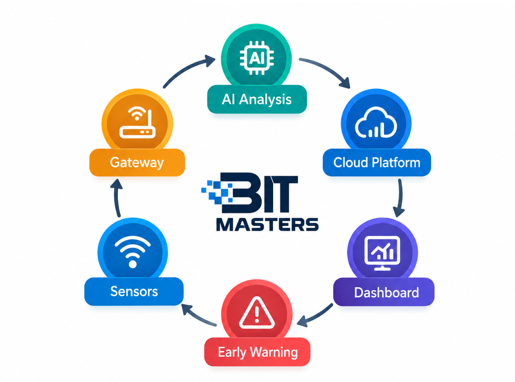 AI
AI Analysis
Gateway
Cloud Platform
BIT
MASTERS
Sensors
Dashboard
Early Warning